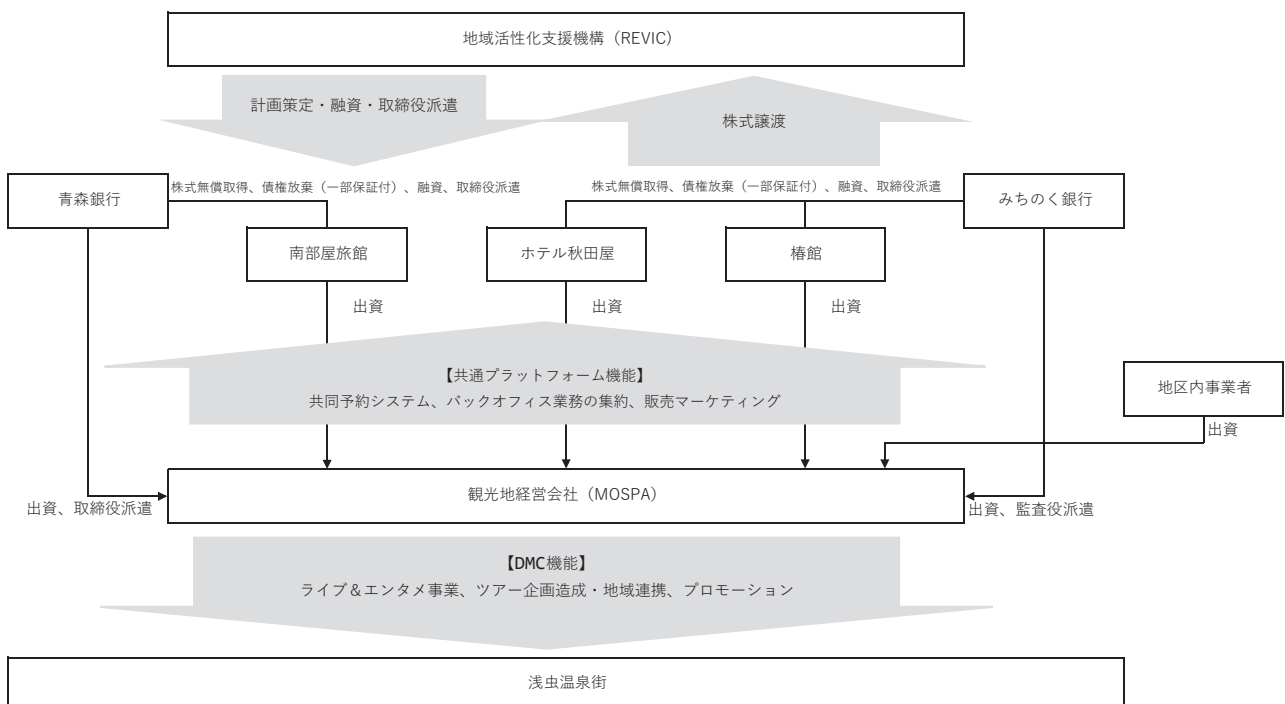 地域活性化支援機構（REVIC）
計画策定・融資・取締役派遣
株式譲渡
青森銀行
株式無償取得、債権放棄（一部保証付）、融資、取締役派遣
株式無償取得、債権放棄（一部保証付）、融資、取締役派遣
みちのく銀行
南部屋旅館
ホテル秋田屋
椿館
出資
出資
出資
【共通プラットフォーム機能】
共同予約システム、バックオフィス業務の集約、販売マーケティング
地区内事業者
出資
観光地経営会社（MOSPA）
出資、取締役派遣
出資、監査役派遣
【DMC機能】
ライブ＆エンタメ事業、ツアー企画造成・地域連携、プロモーション
浅虫温泉街